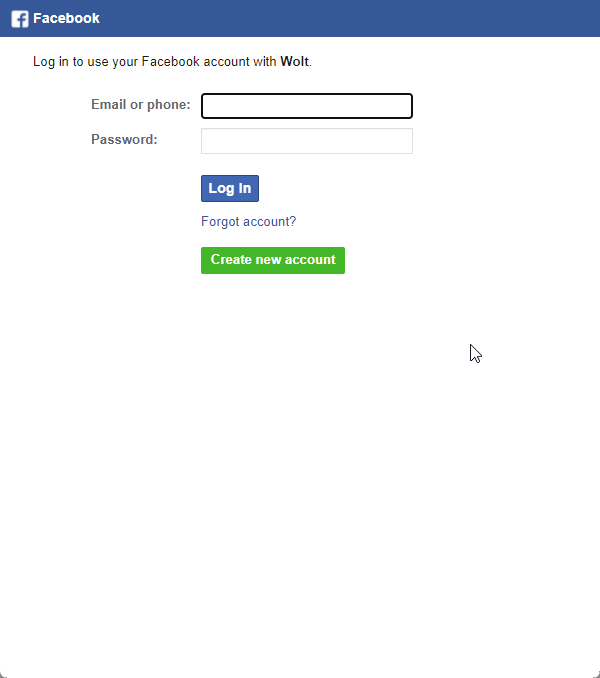 Facebook
Log in to use your Facebook account with Wolt.
Email or phone:
Password:
Log In
Forgot account?
Create new account